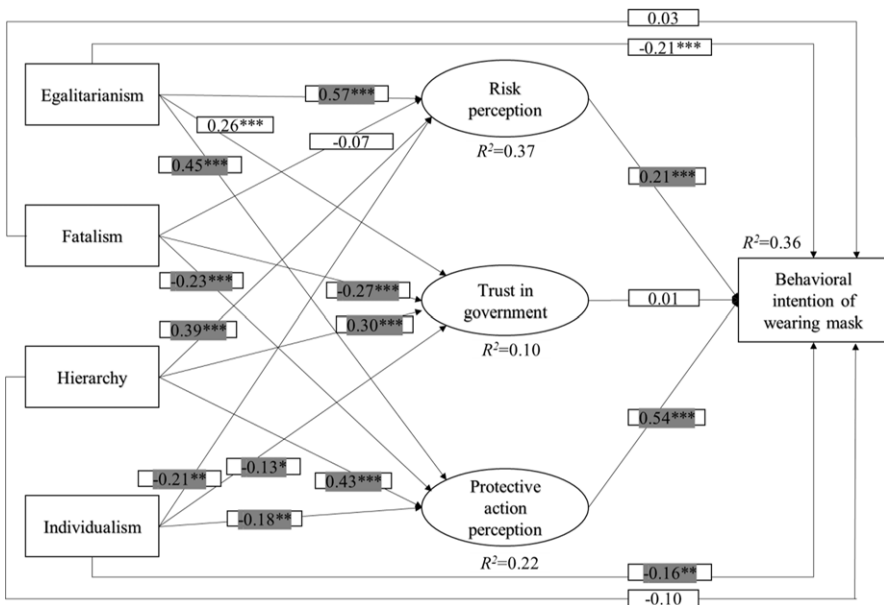 0.03
-0.21***
Egalitarianism
0.57***
Risk
perception
0.26***
-0.07
R²=0.37
0.45***
0.21***
Fatalism
R²=0.36
-0.23***
-0.27***
Trust in
government
0.01
Behavioral
intention of
wearing mask
0.39***
0.30***
R²=0.10
Hierarchy
0.54***
-0.21**
-0.13*
0.43***
Individualism
-0.18**
Protective
action
perception
R²=0.22
-0.16**
-0.10